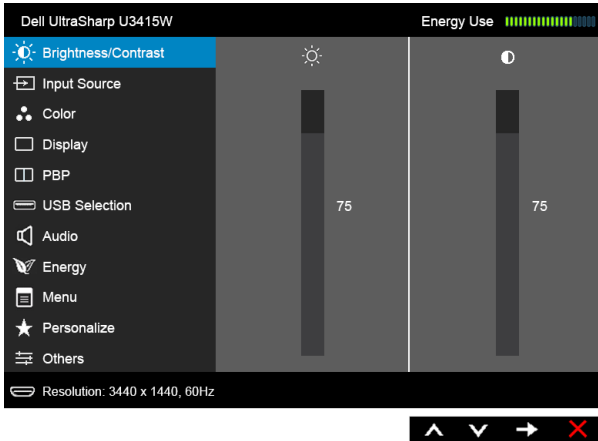 Dell UltraSharp U3415W
Energy Use
Brightness/Contrast
Input Source
Color
Display
PBP
USB Selection
75
75
Audio
Energy
Menu
Personalize
Others
Resolution: 3440 x 1440, 60Hz